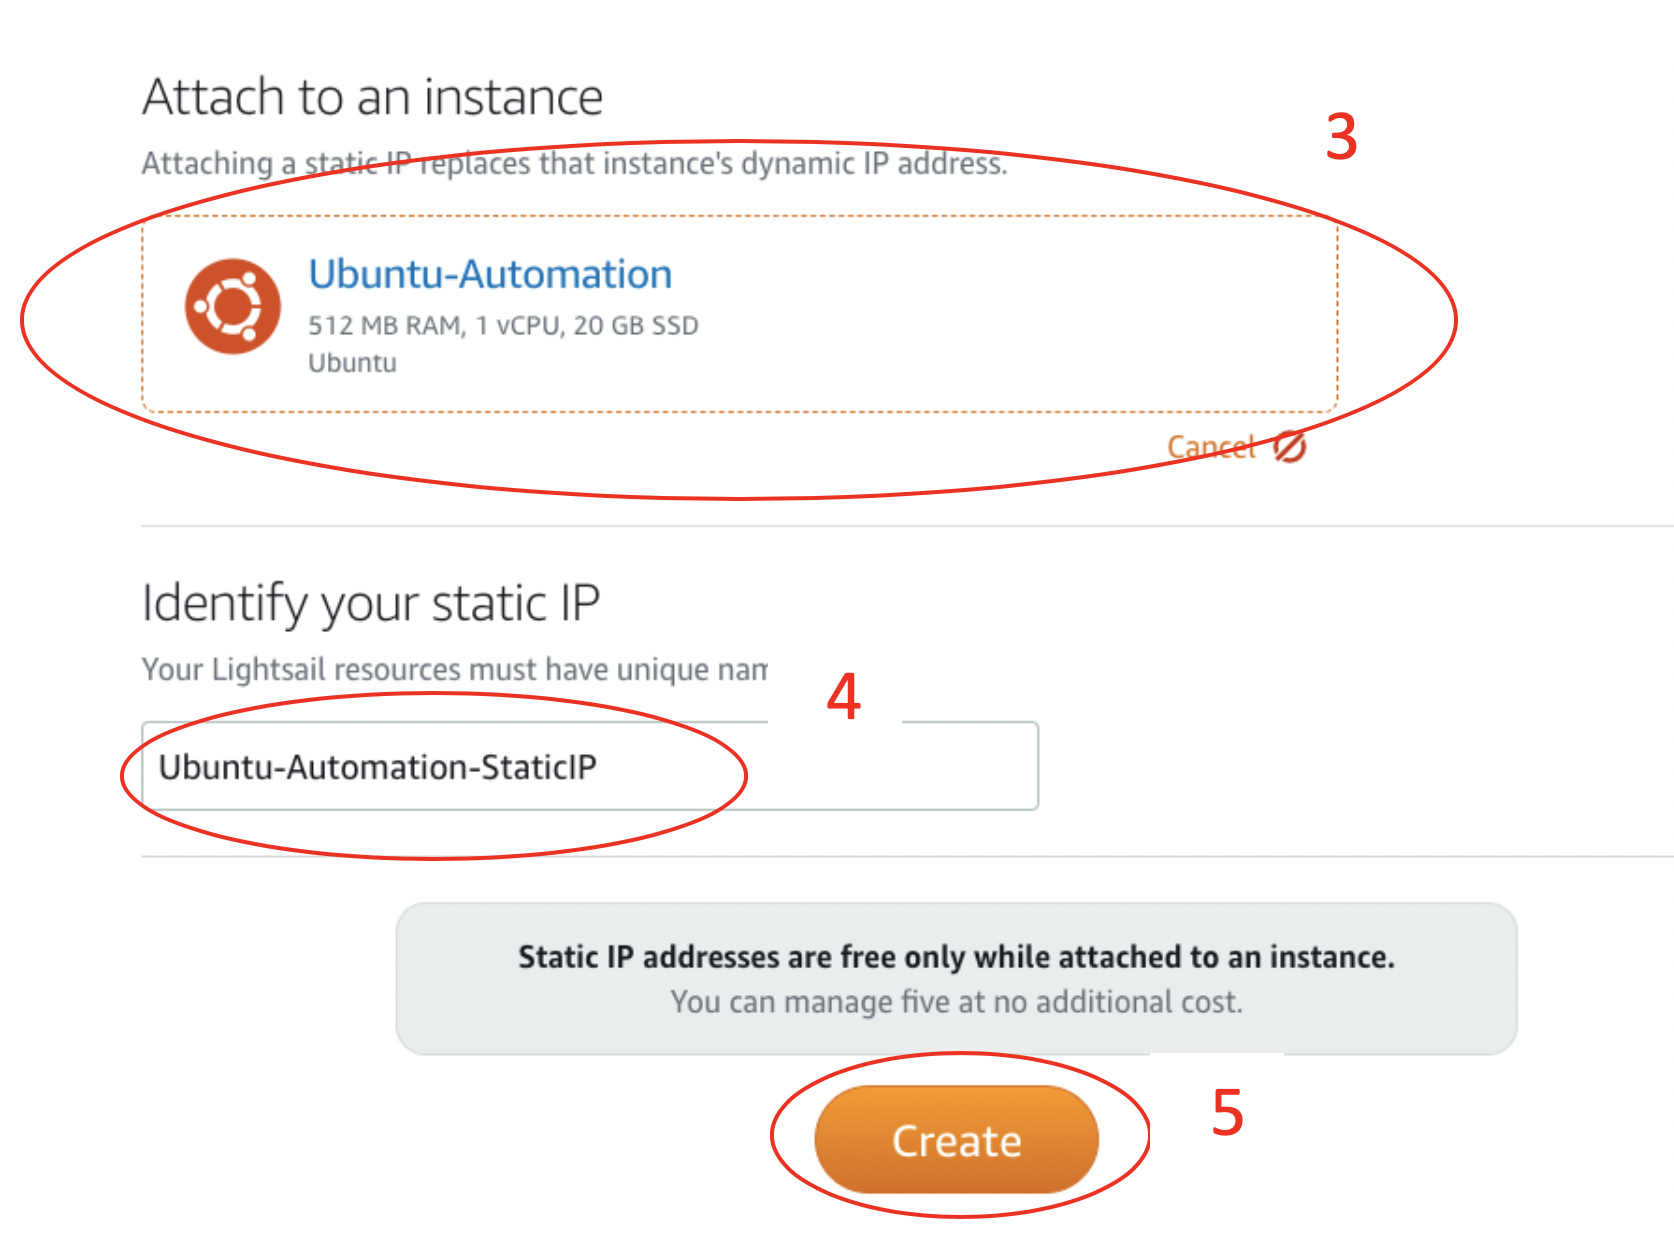 Attach to an instance
3
Attaching a static IP replaces that instance's dynamic IP address.
Ubuntu-Automation
512 MB RAM, 1 vCPU, 20 GB SSD
Ubuntu
Cancel
Identify your static IP
Your Lightsail resources must have unique nam
4
Ubuntu-Automation-StaticIP
Static IP addresses are free only while attached to an instance.
You can manage five at no additional cost.
5
Create